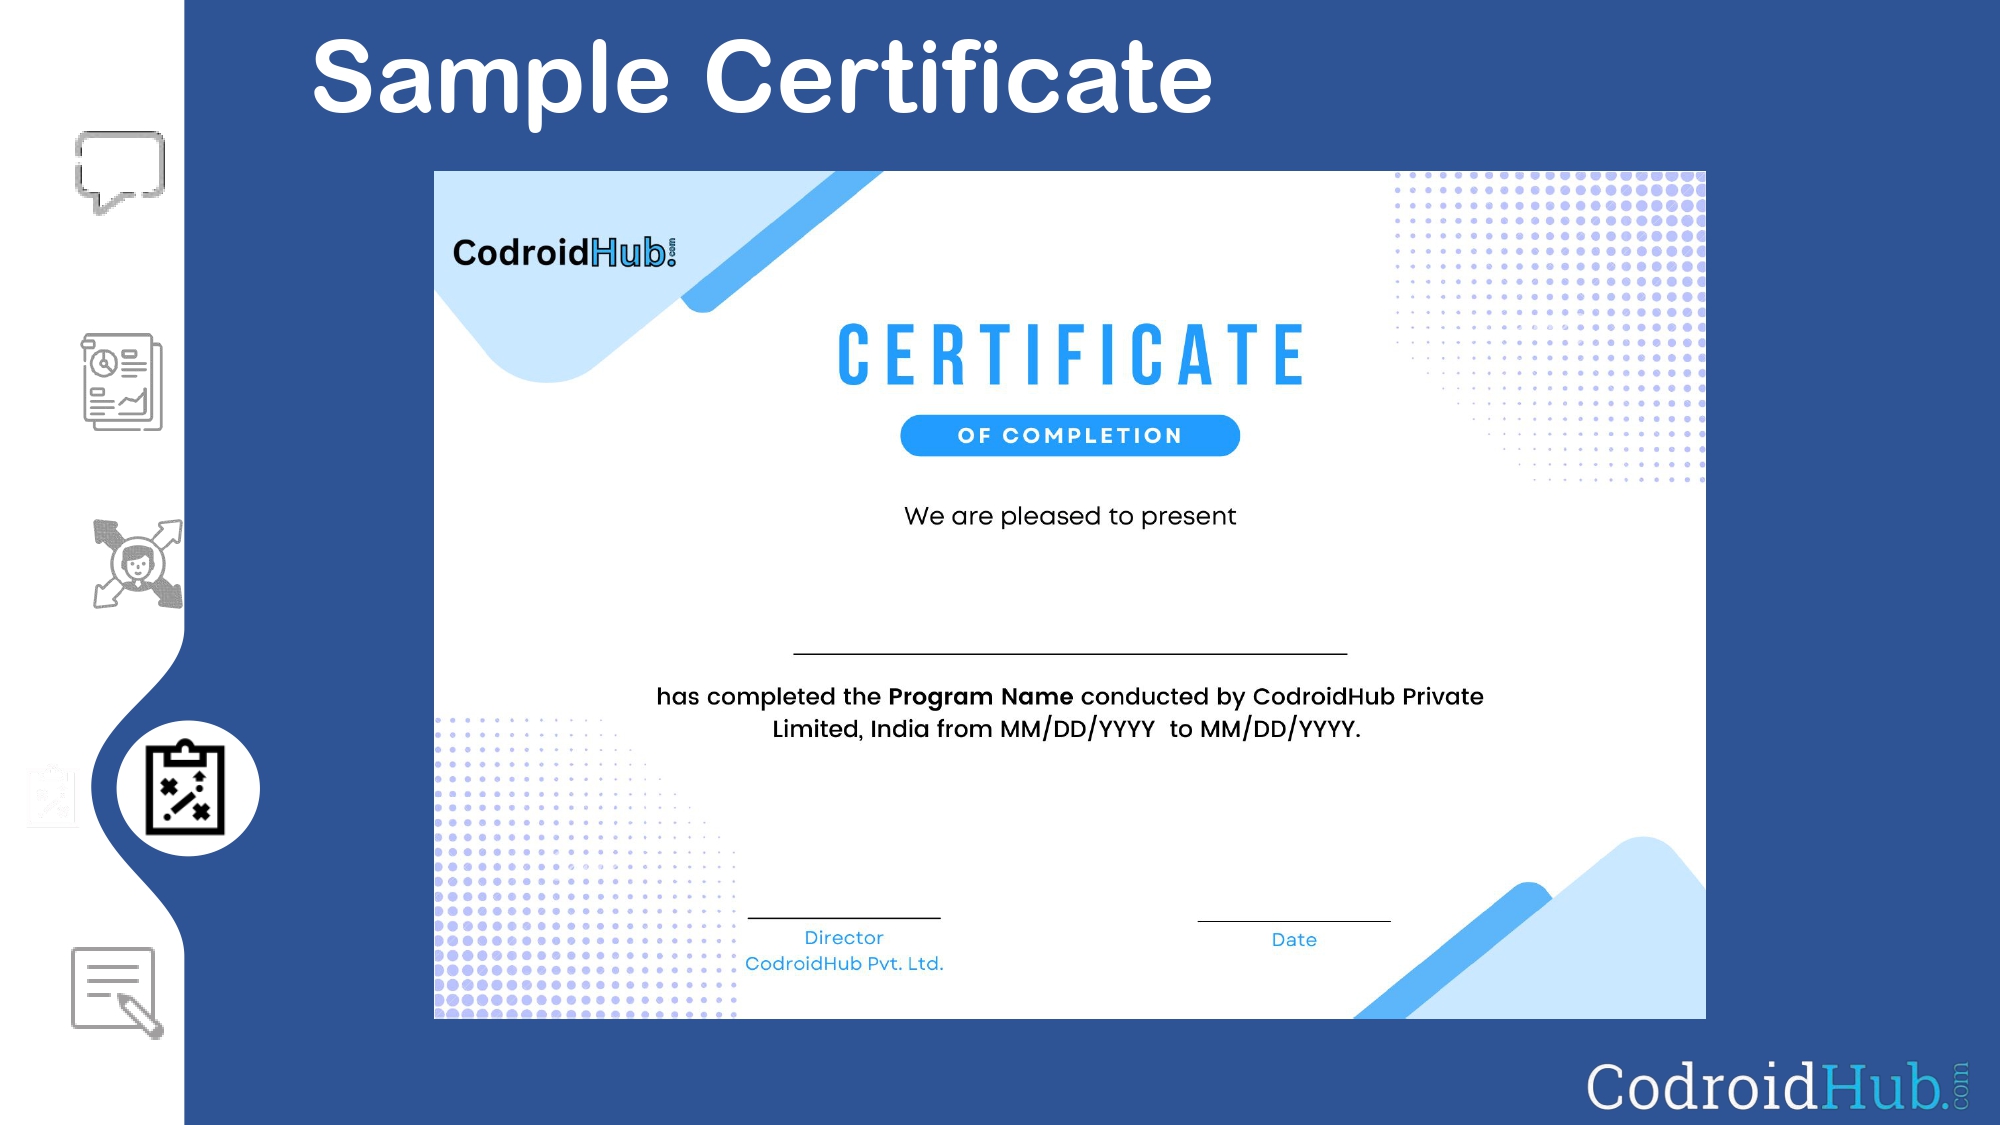 Sample Certificate
CodroidHub.com
CERTIFICATE
OF COMPLETION
We are pleased to present
has completed the Program Name conducted by CodroidHub Private
Limited, India from MM/DD/YYYY  to MM/DD/YYYY.
Director
CodroidHub Pvt. Ltd.
Date
CodroidHub.com